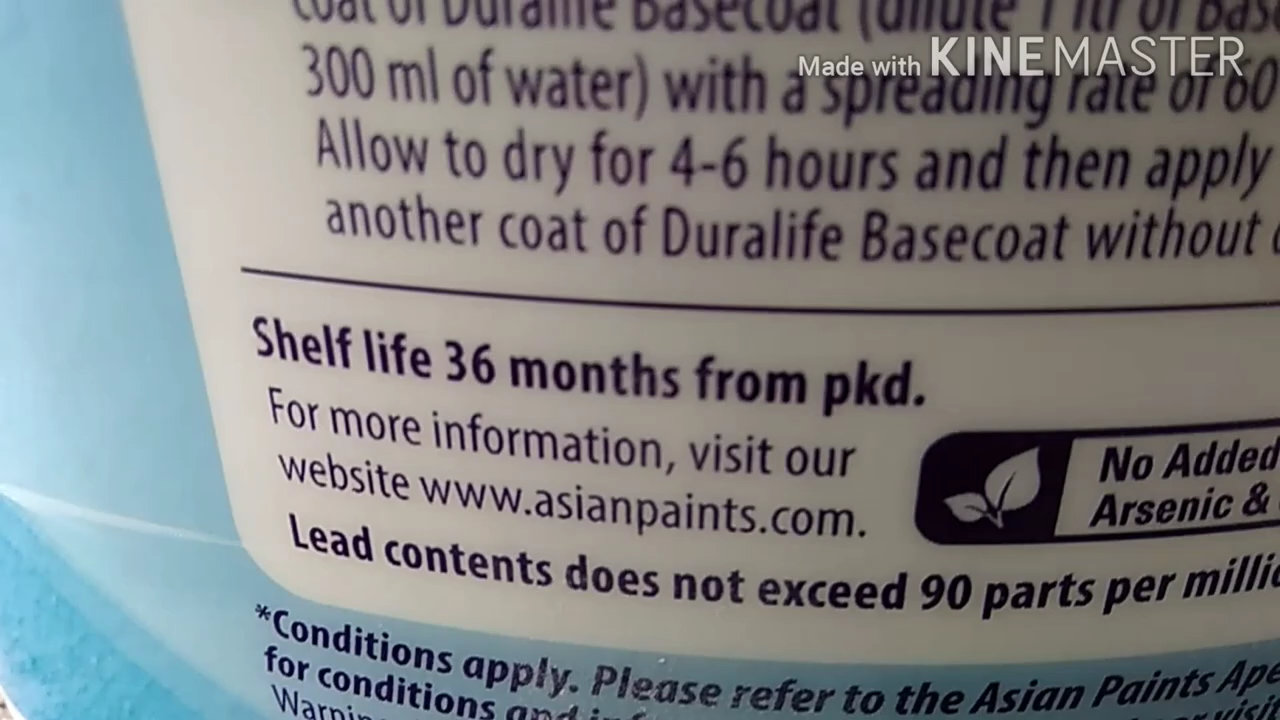 coat of Duralife Basecoat (dilute 1 ltr of Bas
Made with KINEMASTER
300 ml of water) with a spreading rate of 60
Allow to dry for 4-6 hours and then apply
another coat of Duralife Basecoat without
Shelf life 36 months from pkd.
For more information, visit our
website www.asianpaints.com.
No Added
Arsenic &
Lead contents does not exceed 90 parts per milli
*Conditions apply. Please refer to the Asian Paints Ape
for conditions and